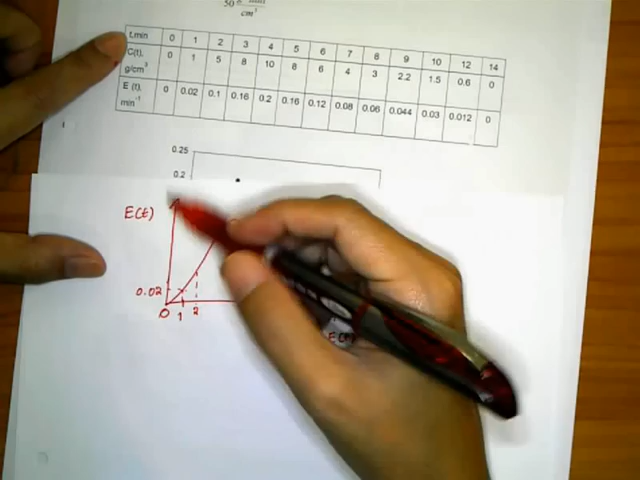 50
cm³
t,min 0 1 2 3 4 5 6 7 8 9 10 12 14
C(t), g/cm³ 0 1 5 8 10 8 6 4 3 2.2 1.5 0.6 0
E (t), min⁻¹ 0 0.02 0.1 0.16 0.2 0.16 0.12 0.08 0.06 0.044 0.03 0.012 0
0.25
0.2
E(t)
0.02
0 1 2